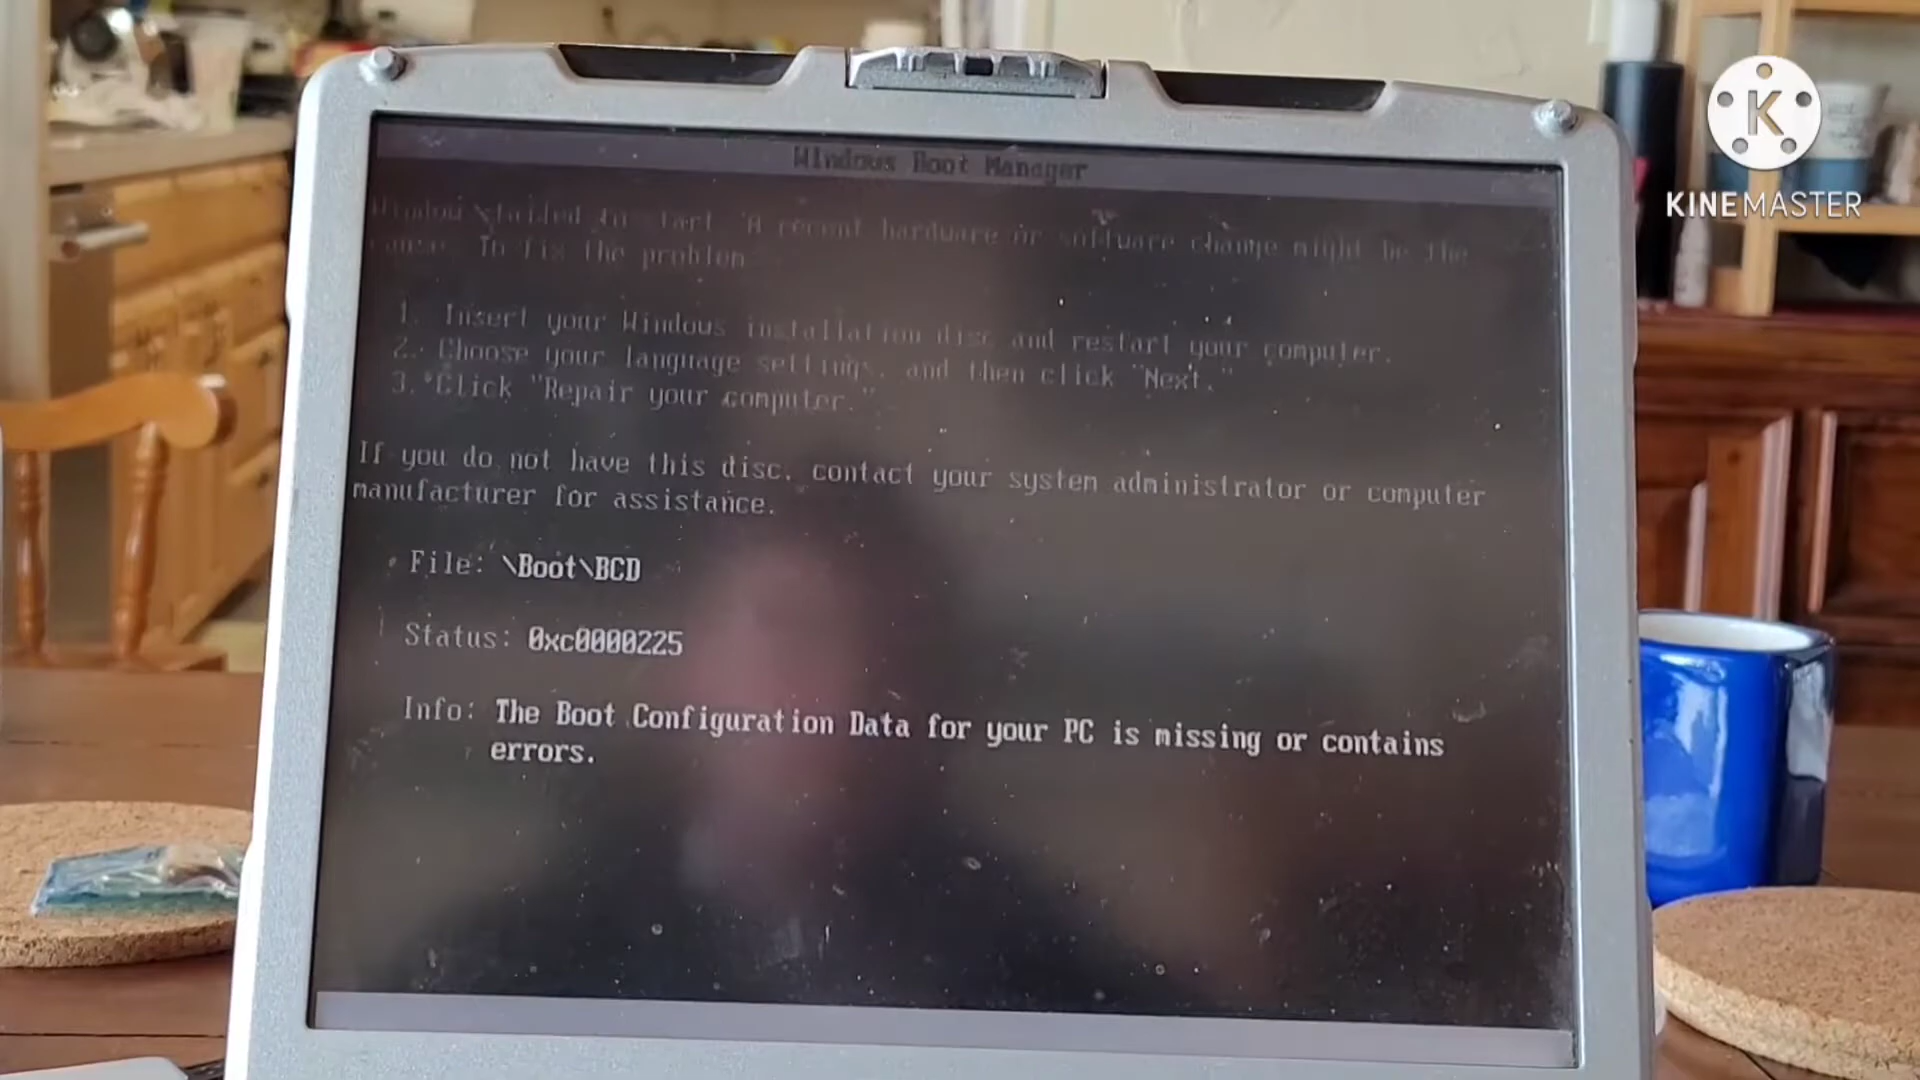 Windows Boot Manager
Windows failed to start. A recent hardware or software change might be the
cause. To fix the problem:
1. Insert your Windows installation disc and restart your computer.
2. Choose your language settings, and then click "Next."
3. Click "Repair your computer."
If you do not have this disc, contact your system administrator or computer
manufacturer for assistance.
File: \Boot\BCD
Status: 0xc0000225
Info: The Boot Configuration Data for your PC is missing or contains
errors.
K
KINEMASTER